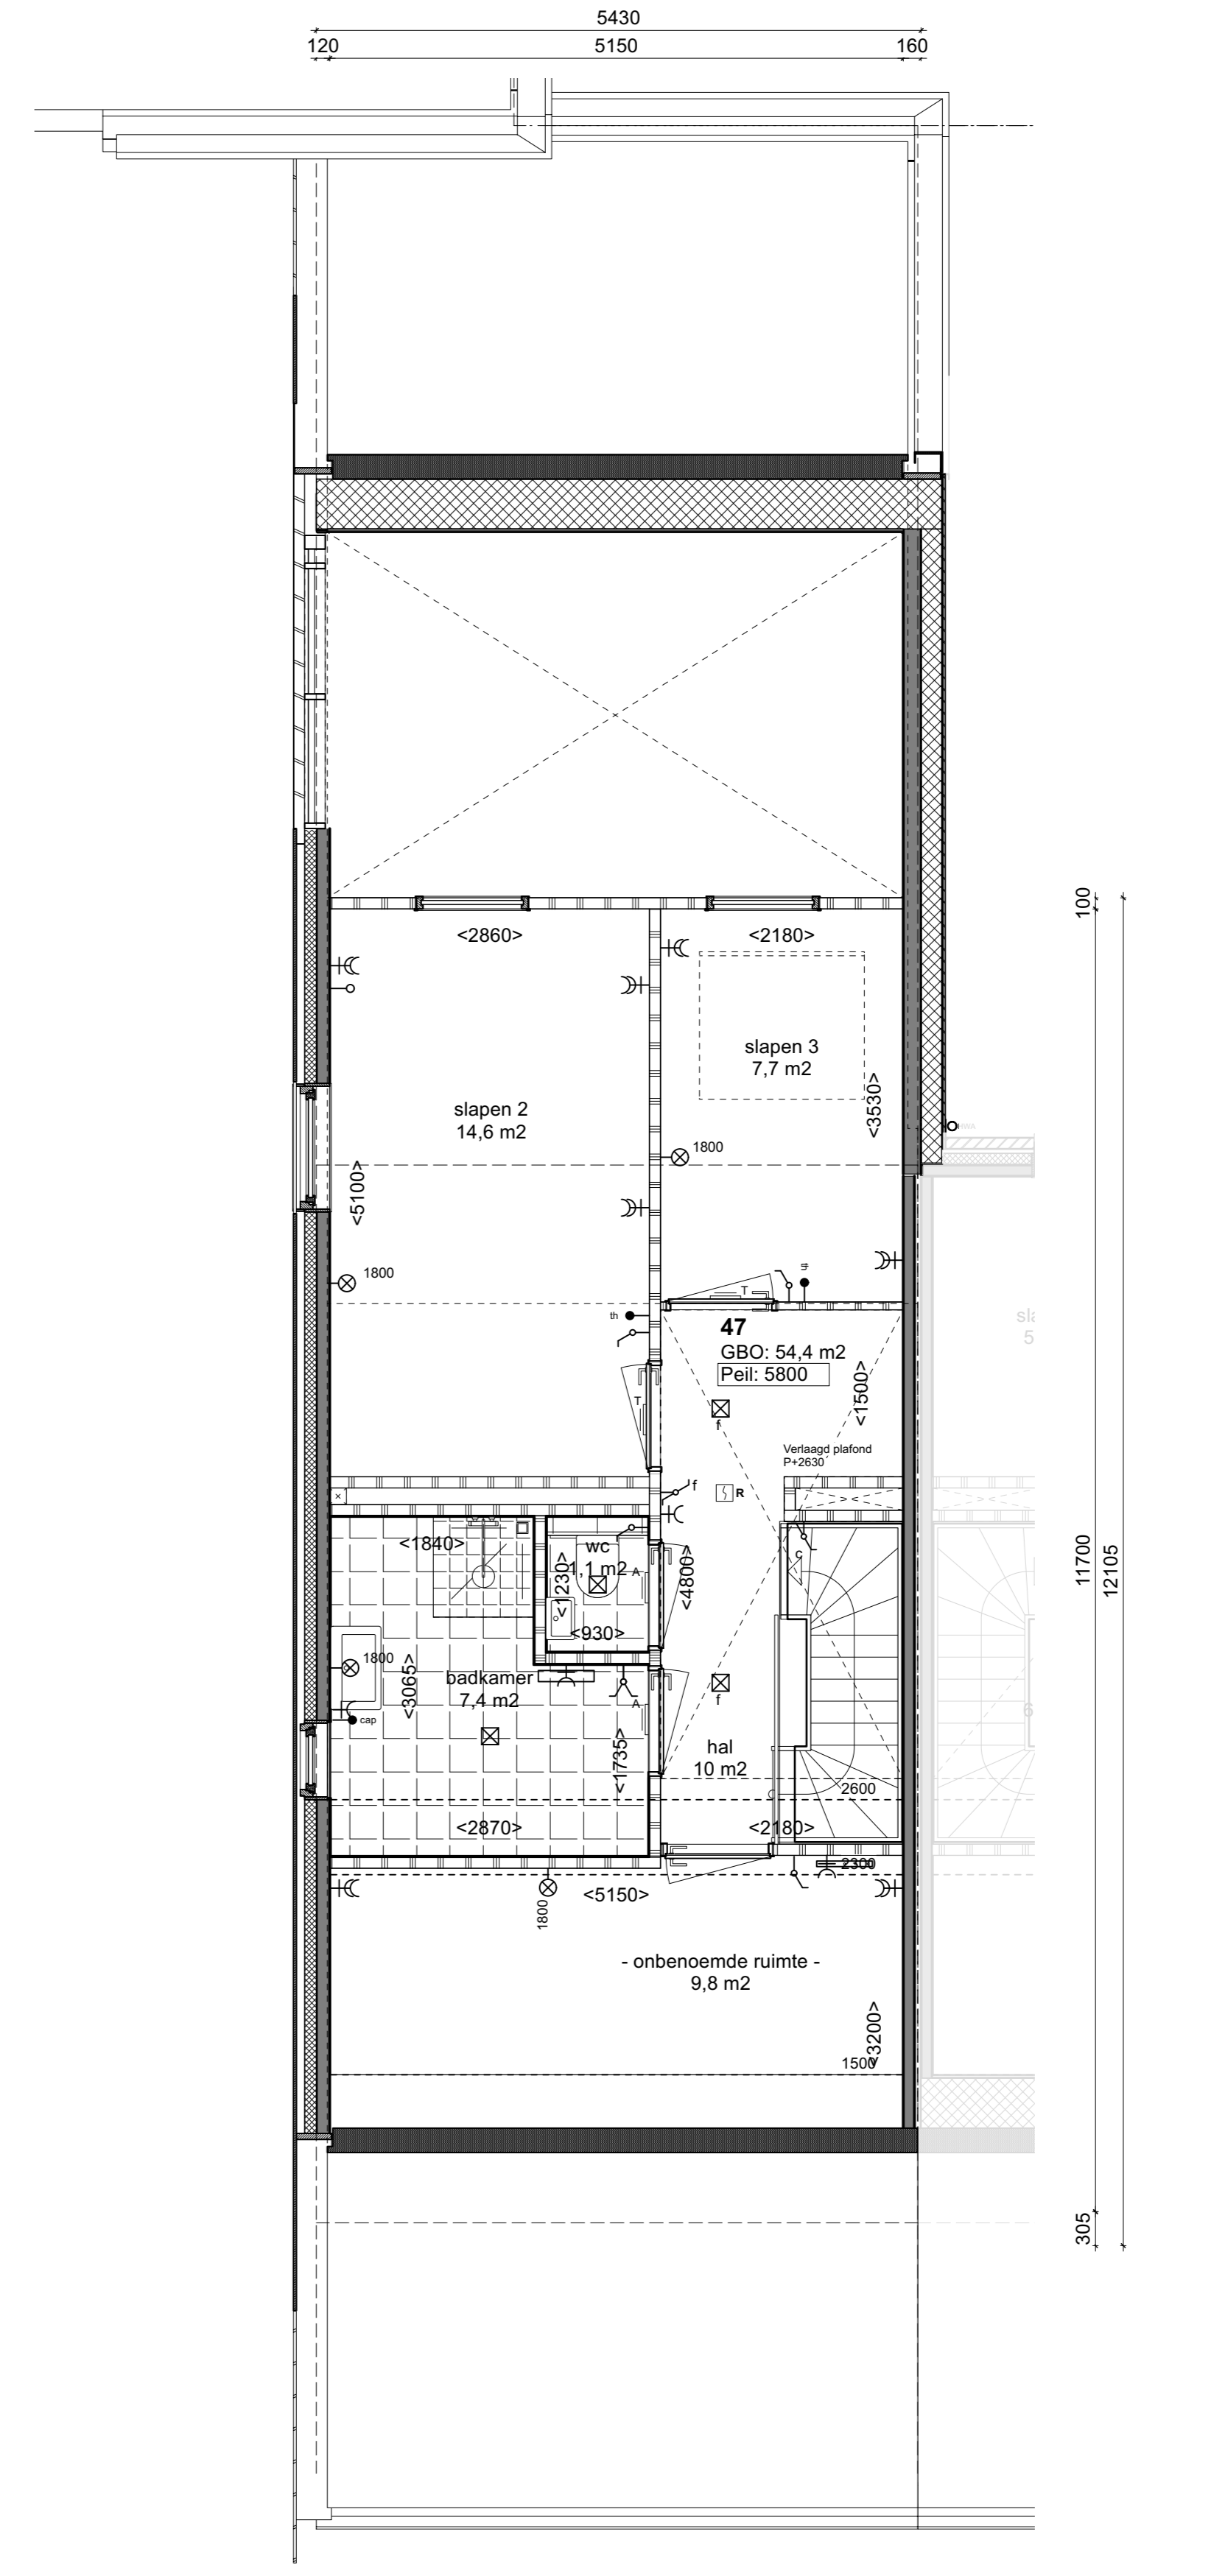 5430
120
5150
160
100
<2860>
<2180>
slapen 3
7,7 m2
<3530>
slapen 2
14,6 m2
HWA
1800
<5100>
1800
th
th
T
47
GBO: 54,4 m2
Peil: 5800
<1500>
T
f
Verlaagd plafond
P+2630
f
R
<1840>
wc
1,1 m2
<1230>
A
<4800>
c
11700
12105
<930>
1800
badkamer
7,4 m2
<3065>
A
f
cap
<1735>
hal
10 m2
2600
<2870>
<2180>
2300
<5150>
1800
- onbenoemde ruimte -
9,8 m2
<3200>
1500
305